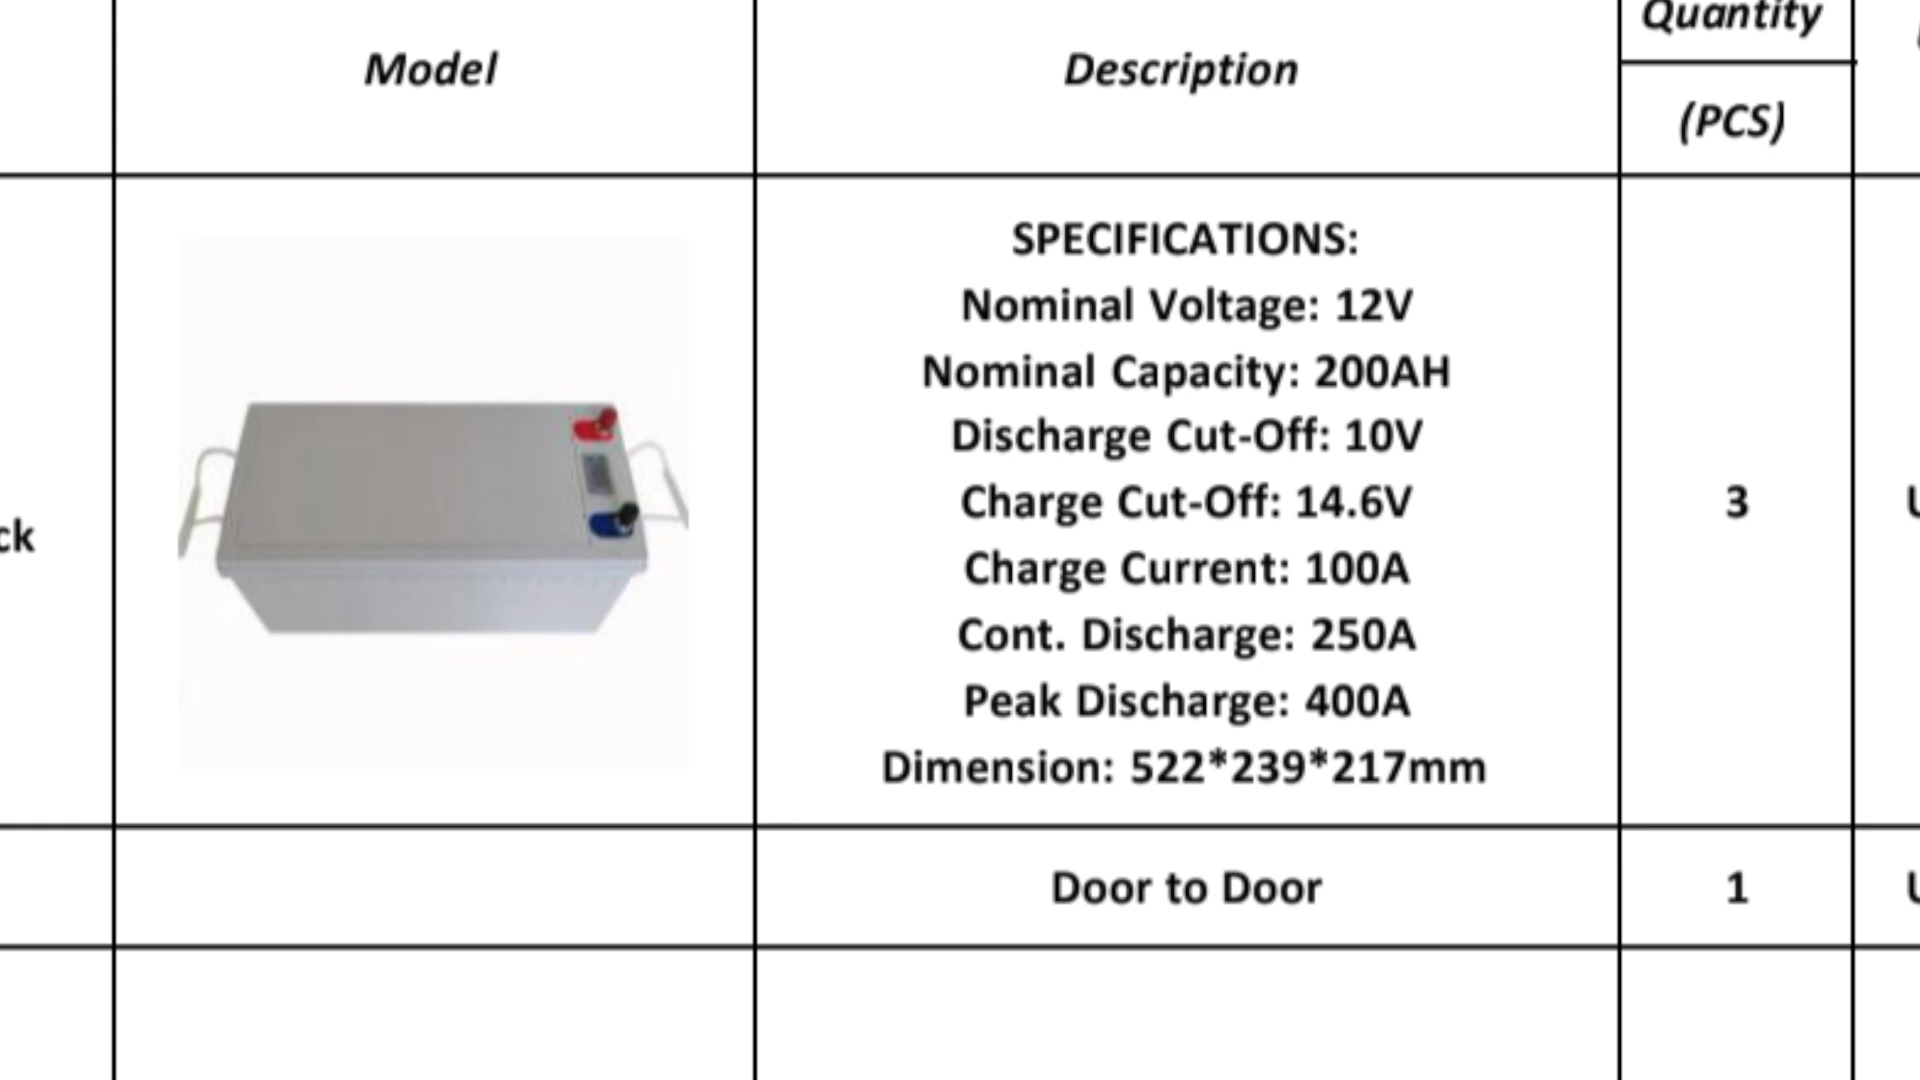 Model
Description
Quantity
(PCS)
ck
SPECIFICATIONS:
Nominal Voltage: 12V
Nominal Capacity: 200AH
Discharge Cut-Off: 10V
Charge Cut-Off: 14.6V
Charge Current: 100A
Cont. Discharge: 250A
Peak Discharge: 400A
Dimension: 522*239*217mm
3
Door to Door
1